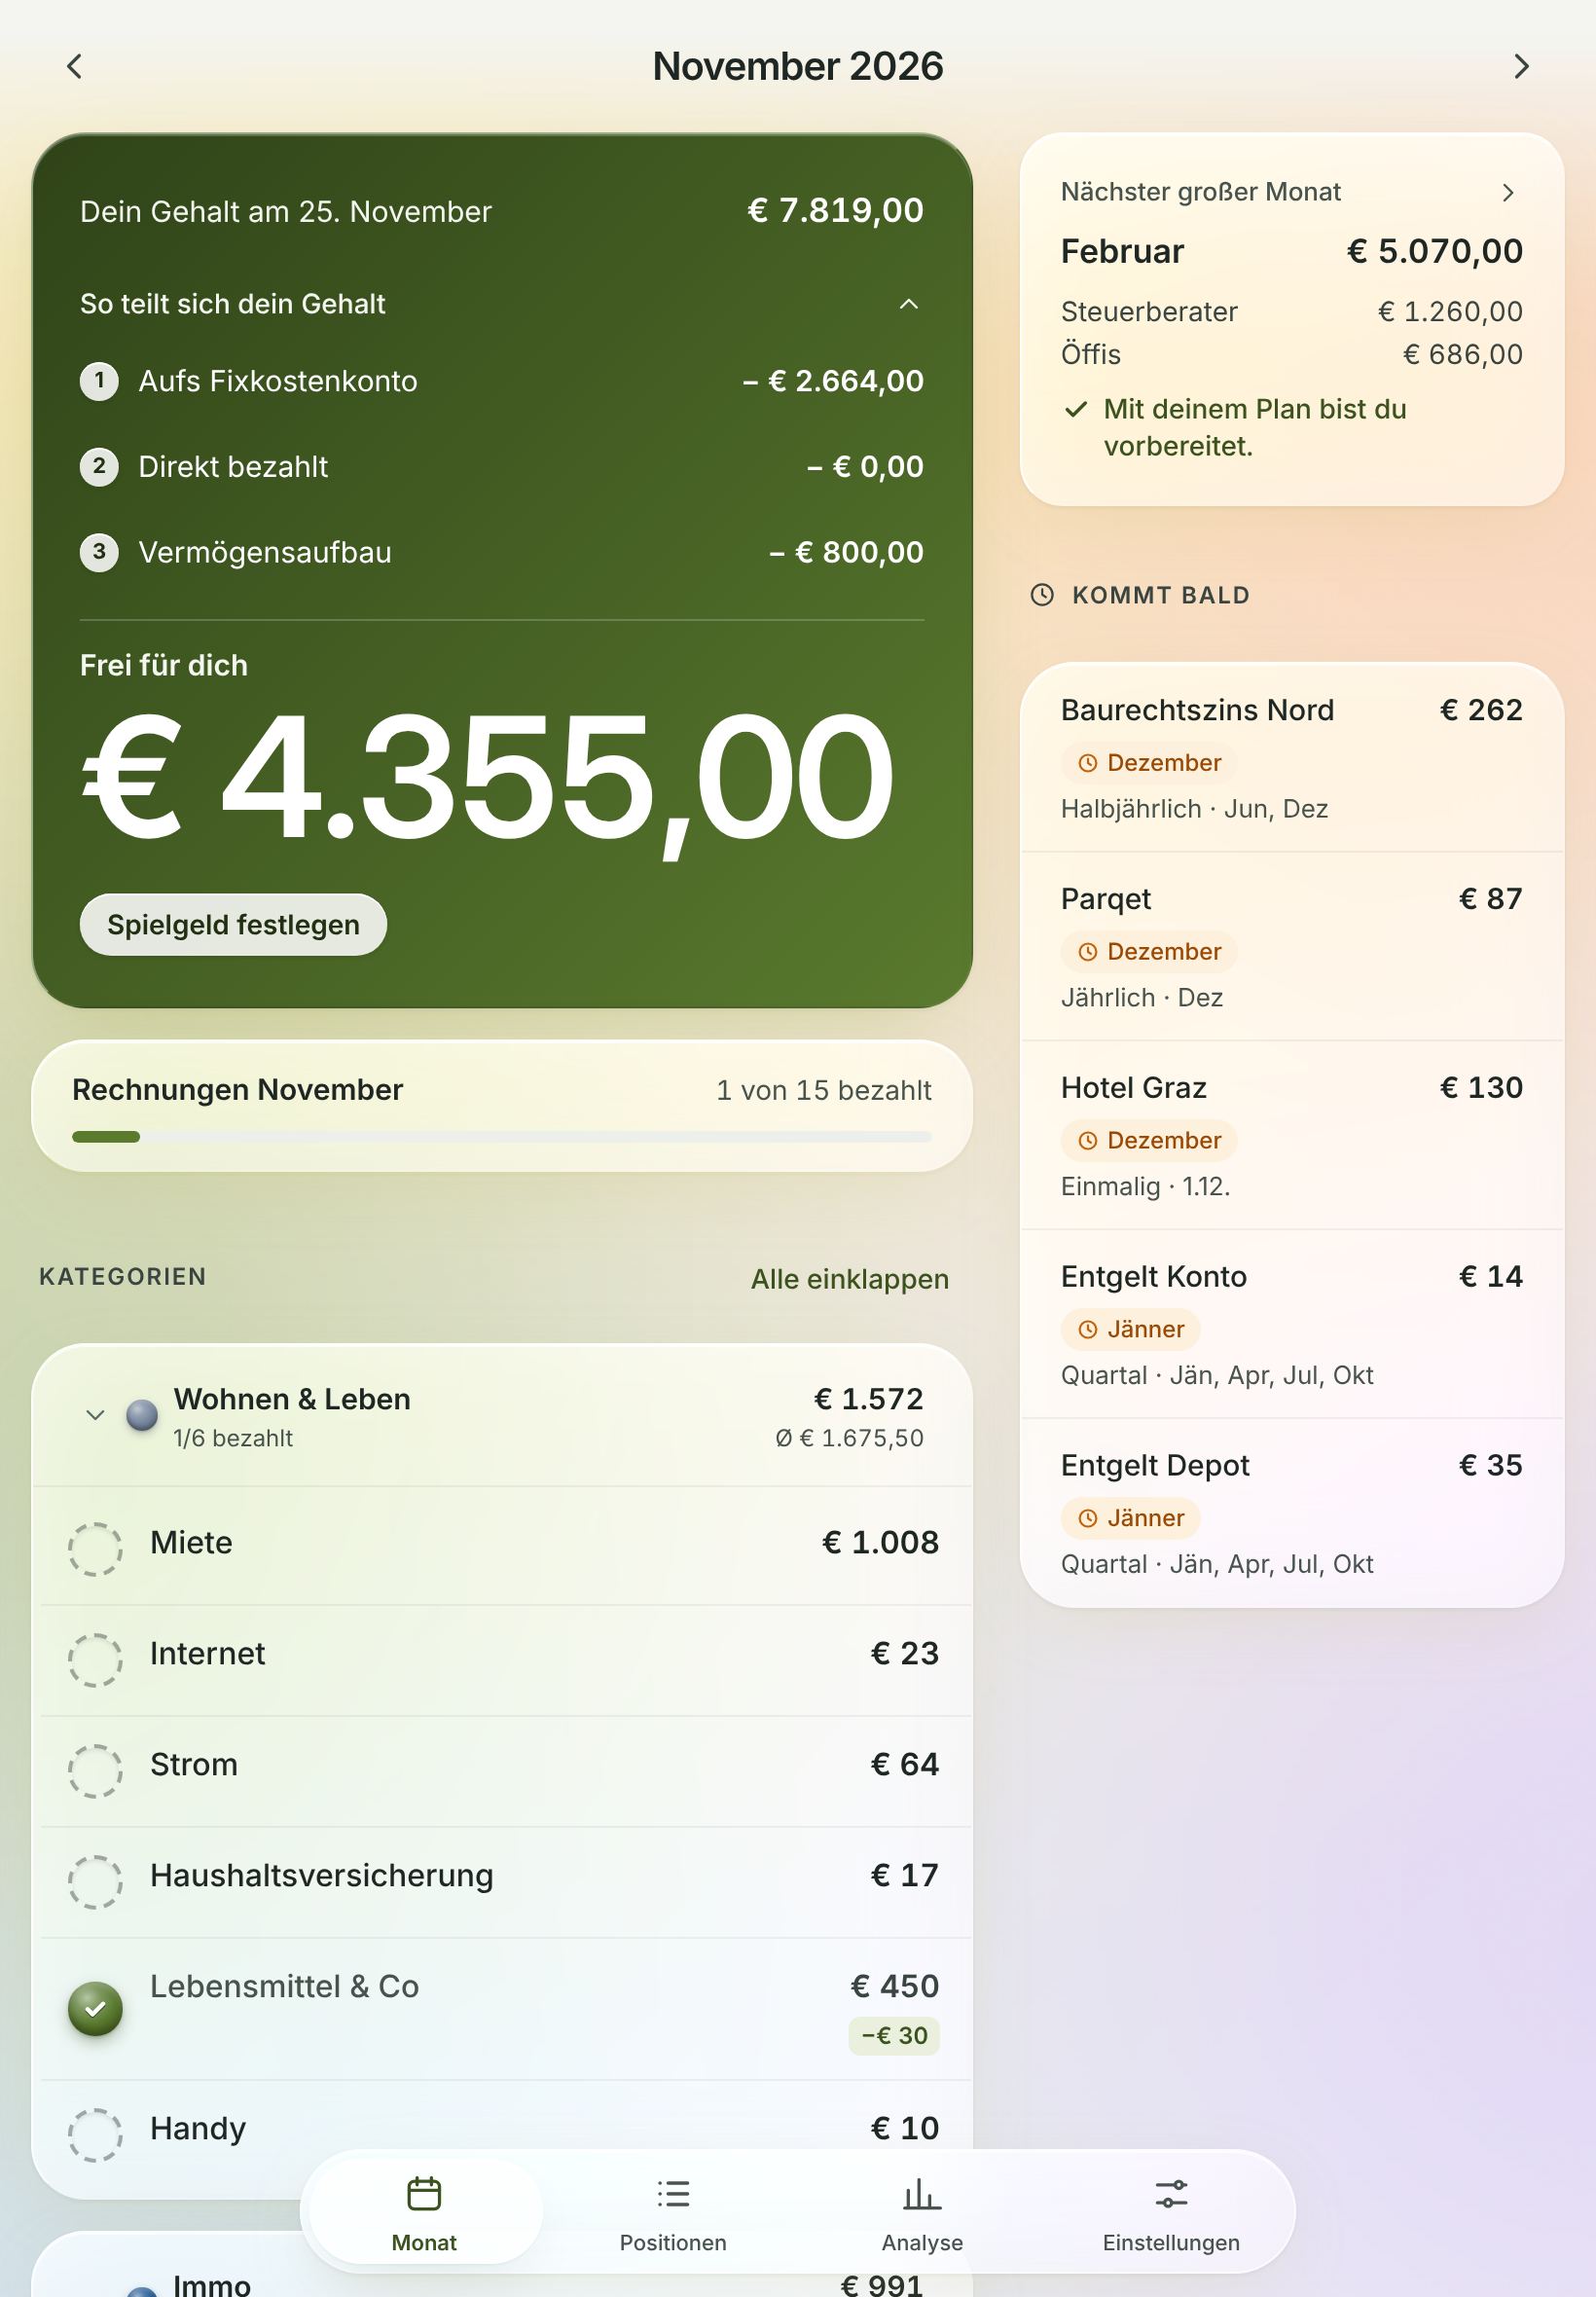 November 2026
Dein Gehalt am 25. November € 7.819,00
So teilt sich dein Gehalt
1 Aufs Fixkostenkonto – € 2.664,00
2 Direkt bezahlt – € 0,00
3 Vermögensaufbau – € 800,00
Frei für dich
€ 4.355,00
Spielgeld festlegen
Rechnungen November 1 von 15 bezahlt
KATEGORIEN Alle einklappen
Wohnen & Leben € 1.572
1/6 bezahlt Ø € 1.675,50
Miete € 1.008
Internet € 23
Strom € 64
Haushaltsversicherung € 17
Lebensmittel & Co € 450
−€ 30
Handy € 10
Immo € 991
Nächster großer Monat
Februar € 5.070,00
Steuerberater € 1.260,00
Öffis € 686,00
Mit deinem Plan bist du
vorbereitet.
KOMMT BALD
Baurechtszins Nord € 262
Dezember
Halbjährlich · Jun, Dez
Parqet € 87
Dezember
Jährlich · Dez
Hotel Graz € 130
Dezember
Einmalig · 1.12.
Entgelt Konto € 14
Jänner
Quartal · Jän, Apr, Jul, Okt
Entgelt Depot € 35
Jänner
Quartal · Jän, Apr, Jul, Okt
Monat Positionen Analyse Einstellungen